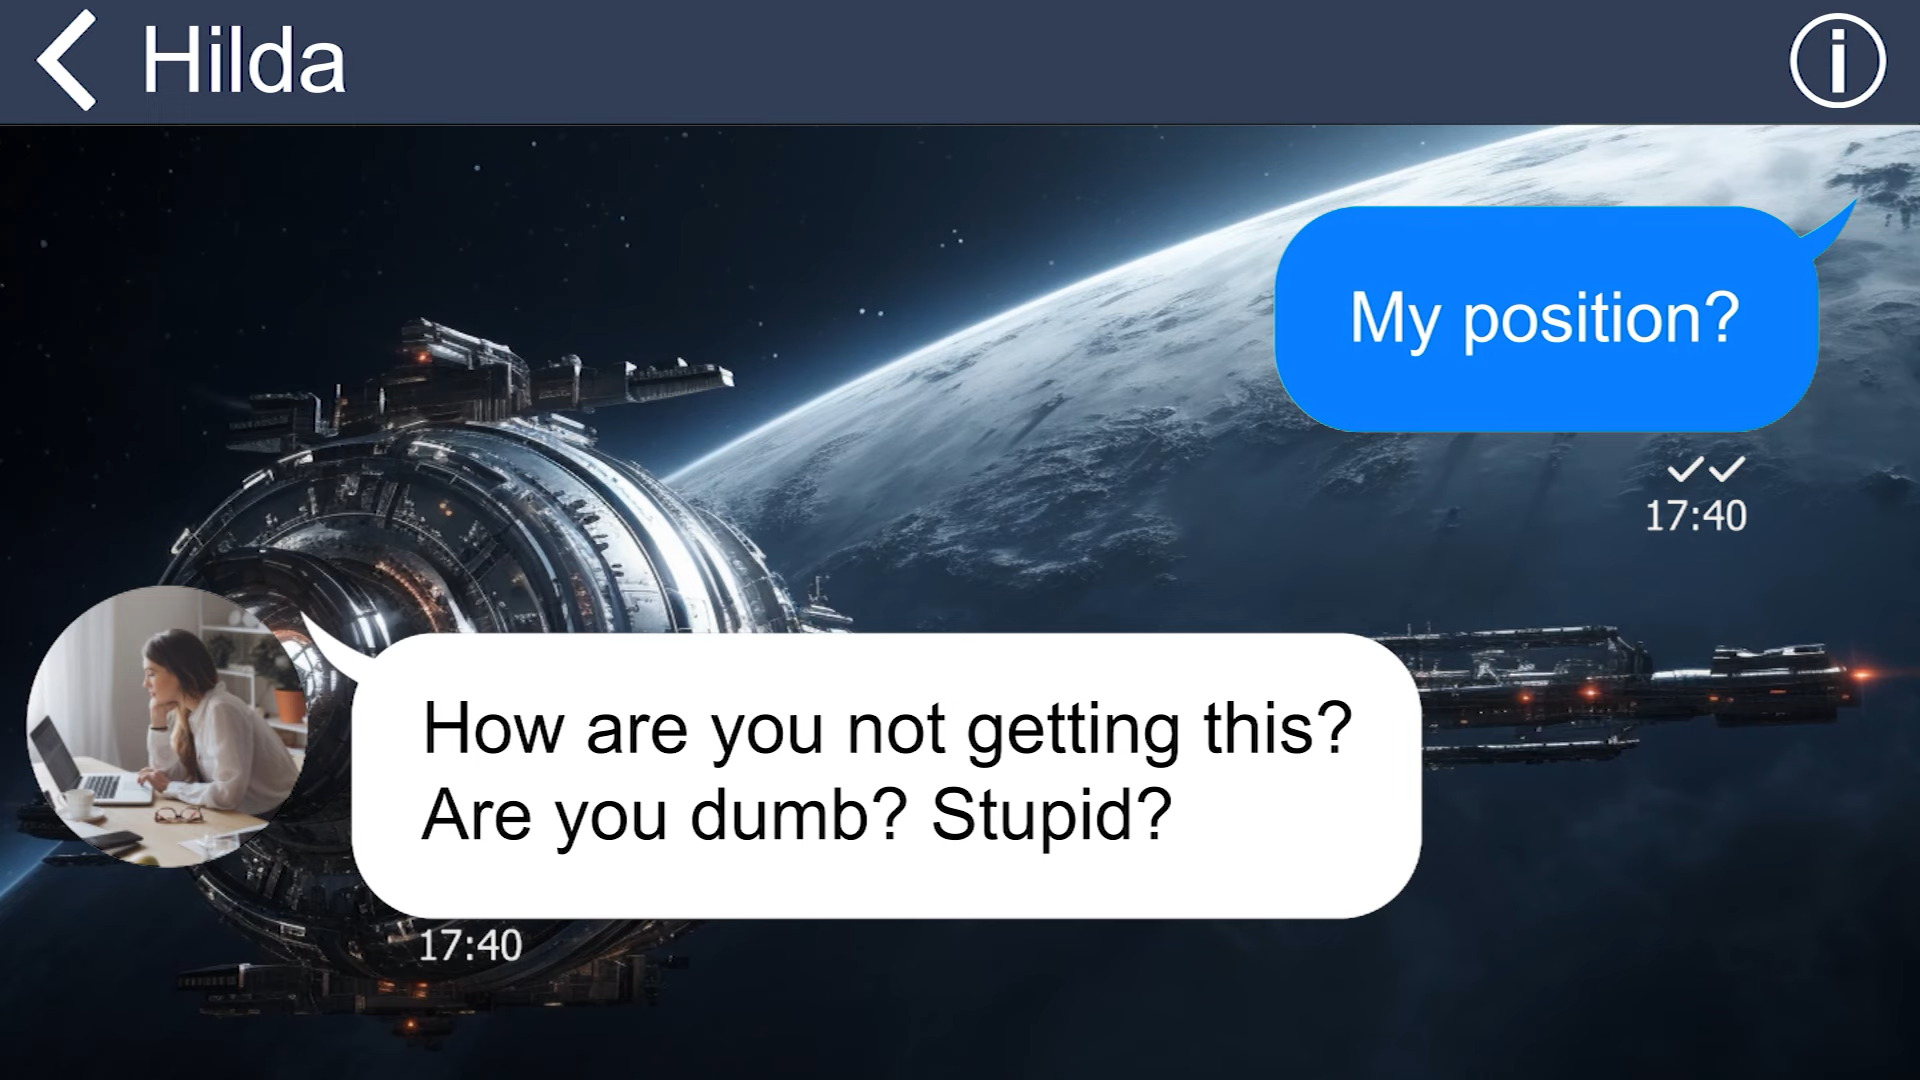 Hilda
My position?
17:40
How are you not getting this?
Are you dumb? Stupid?
17:40